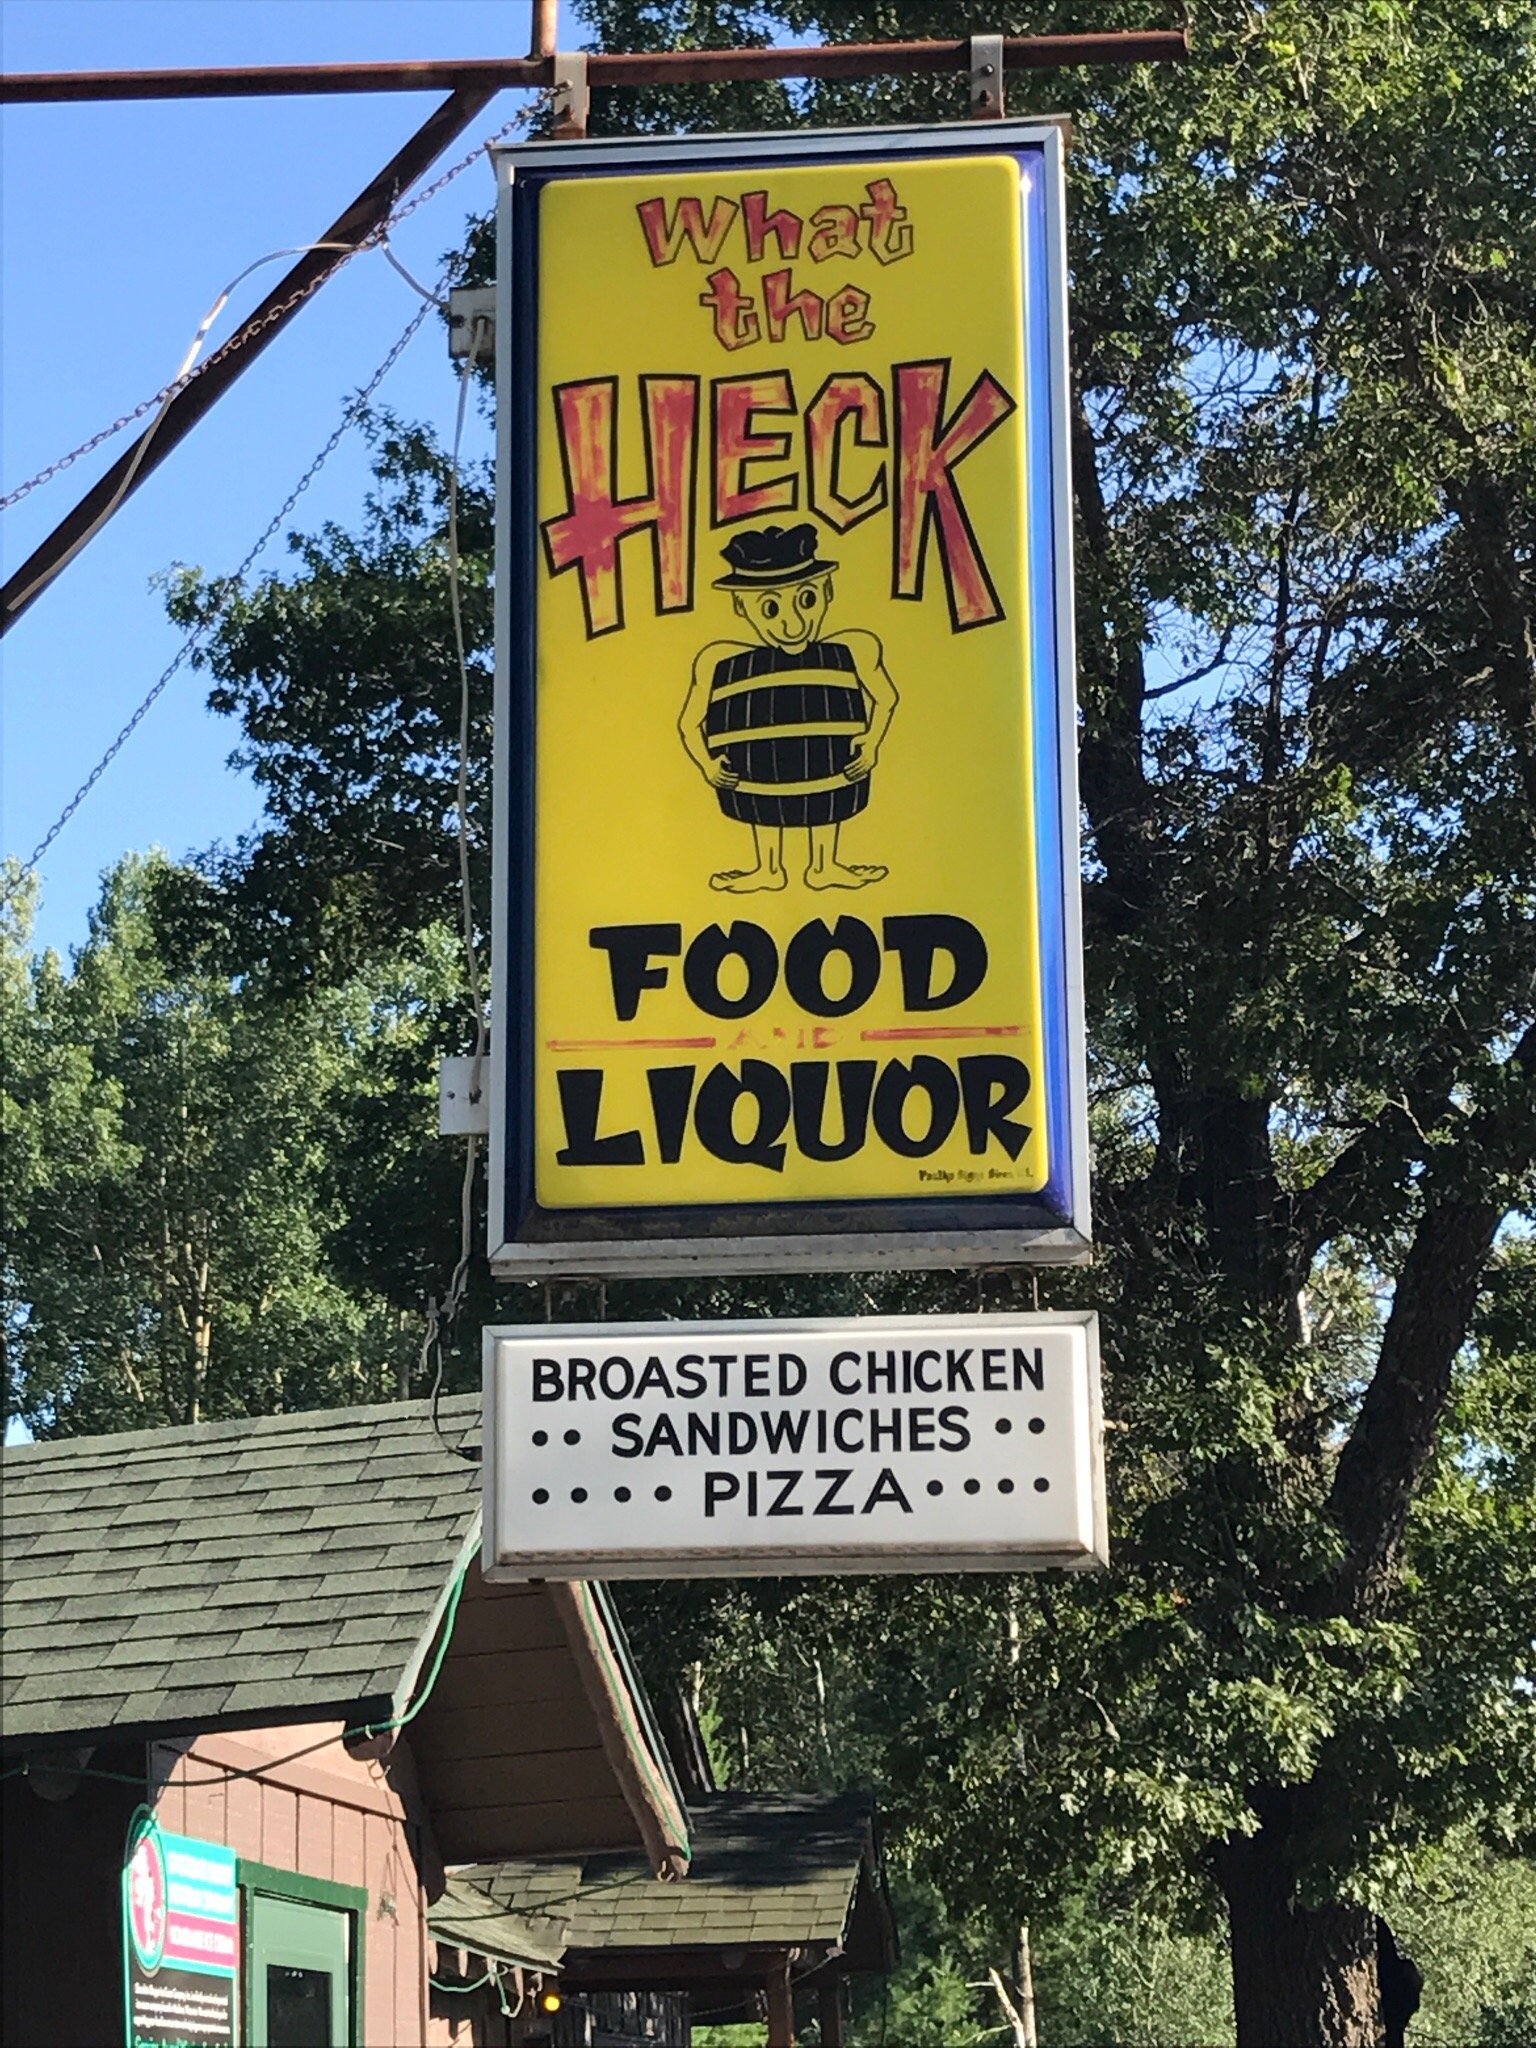 What
the
HECK
FOOD
AND
LIQUOR
BROASTED CHICKEN
•• SANDWICHES ••
•••• PIZZA ••••